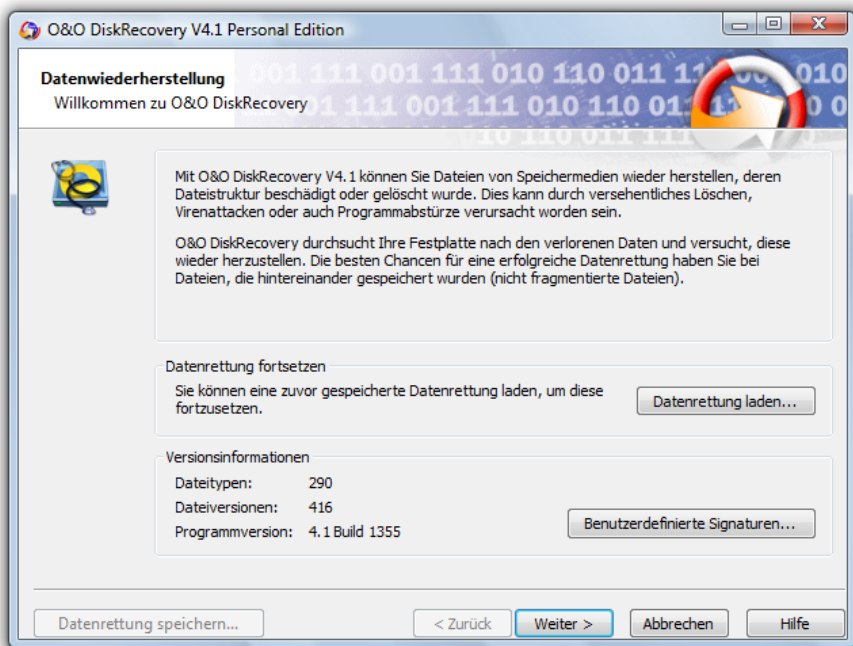 O&O DiskRecovery V4.1 Personal Edition
Datenwiederherstellung
Willkommen zu O&O DiskRecovery
Mit O&O DiskRecovery V4.1 können Sie Dateien von Speichermedien wieder herstellen, deren
Dateistruktur beschädigt oder gelöscht wurde. Dies kann durch versehentliches Löschen,
Virenattacken oder auch Programmabstürze verursacht worden sein.
O&O DiskRecovery durchsucht Ihre Festplatte nach den verlorenen Daten und versucht, diese
wieder herzustellen. Die besten Chancen für eine erfolgreiche Datenrettung haben Sie bei
Dateien, die hintereinander gespeichert wurden (nicht fragmentierte Dateien).
Datenrettung fortsetzen
Sie können eine zuvor gespeicherte Datenrettung laden, um diese
fortzusetzen.
Datenrettung laden...
Versionsinformationen
Dateitypen: 290
Dateiversionen: 416
Programmversion: 4.1 Build 1355
Benutzerdefinierte Signaturen...
Datenrettung speichern... < Zurück Weiter > Abbrechen Hilfe